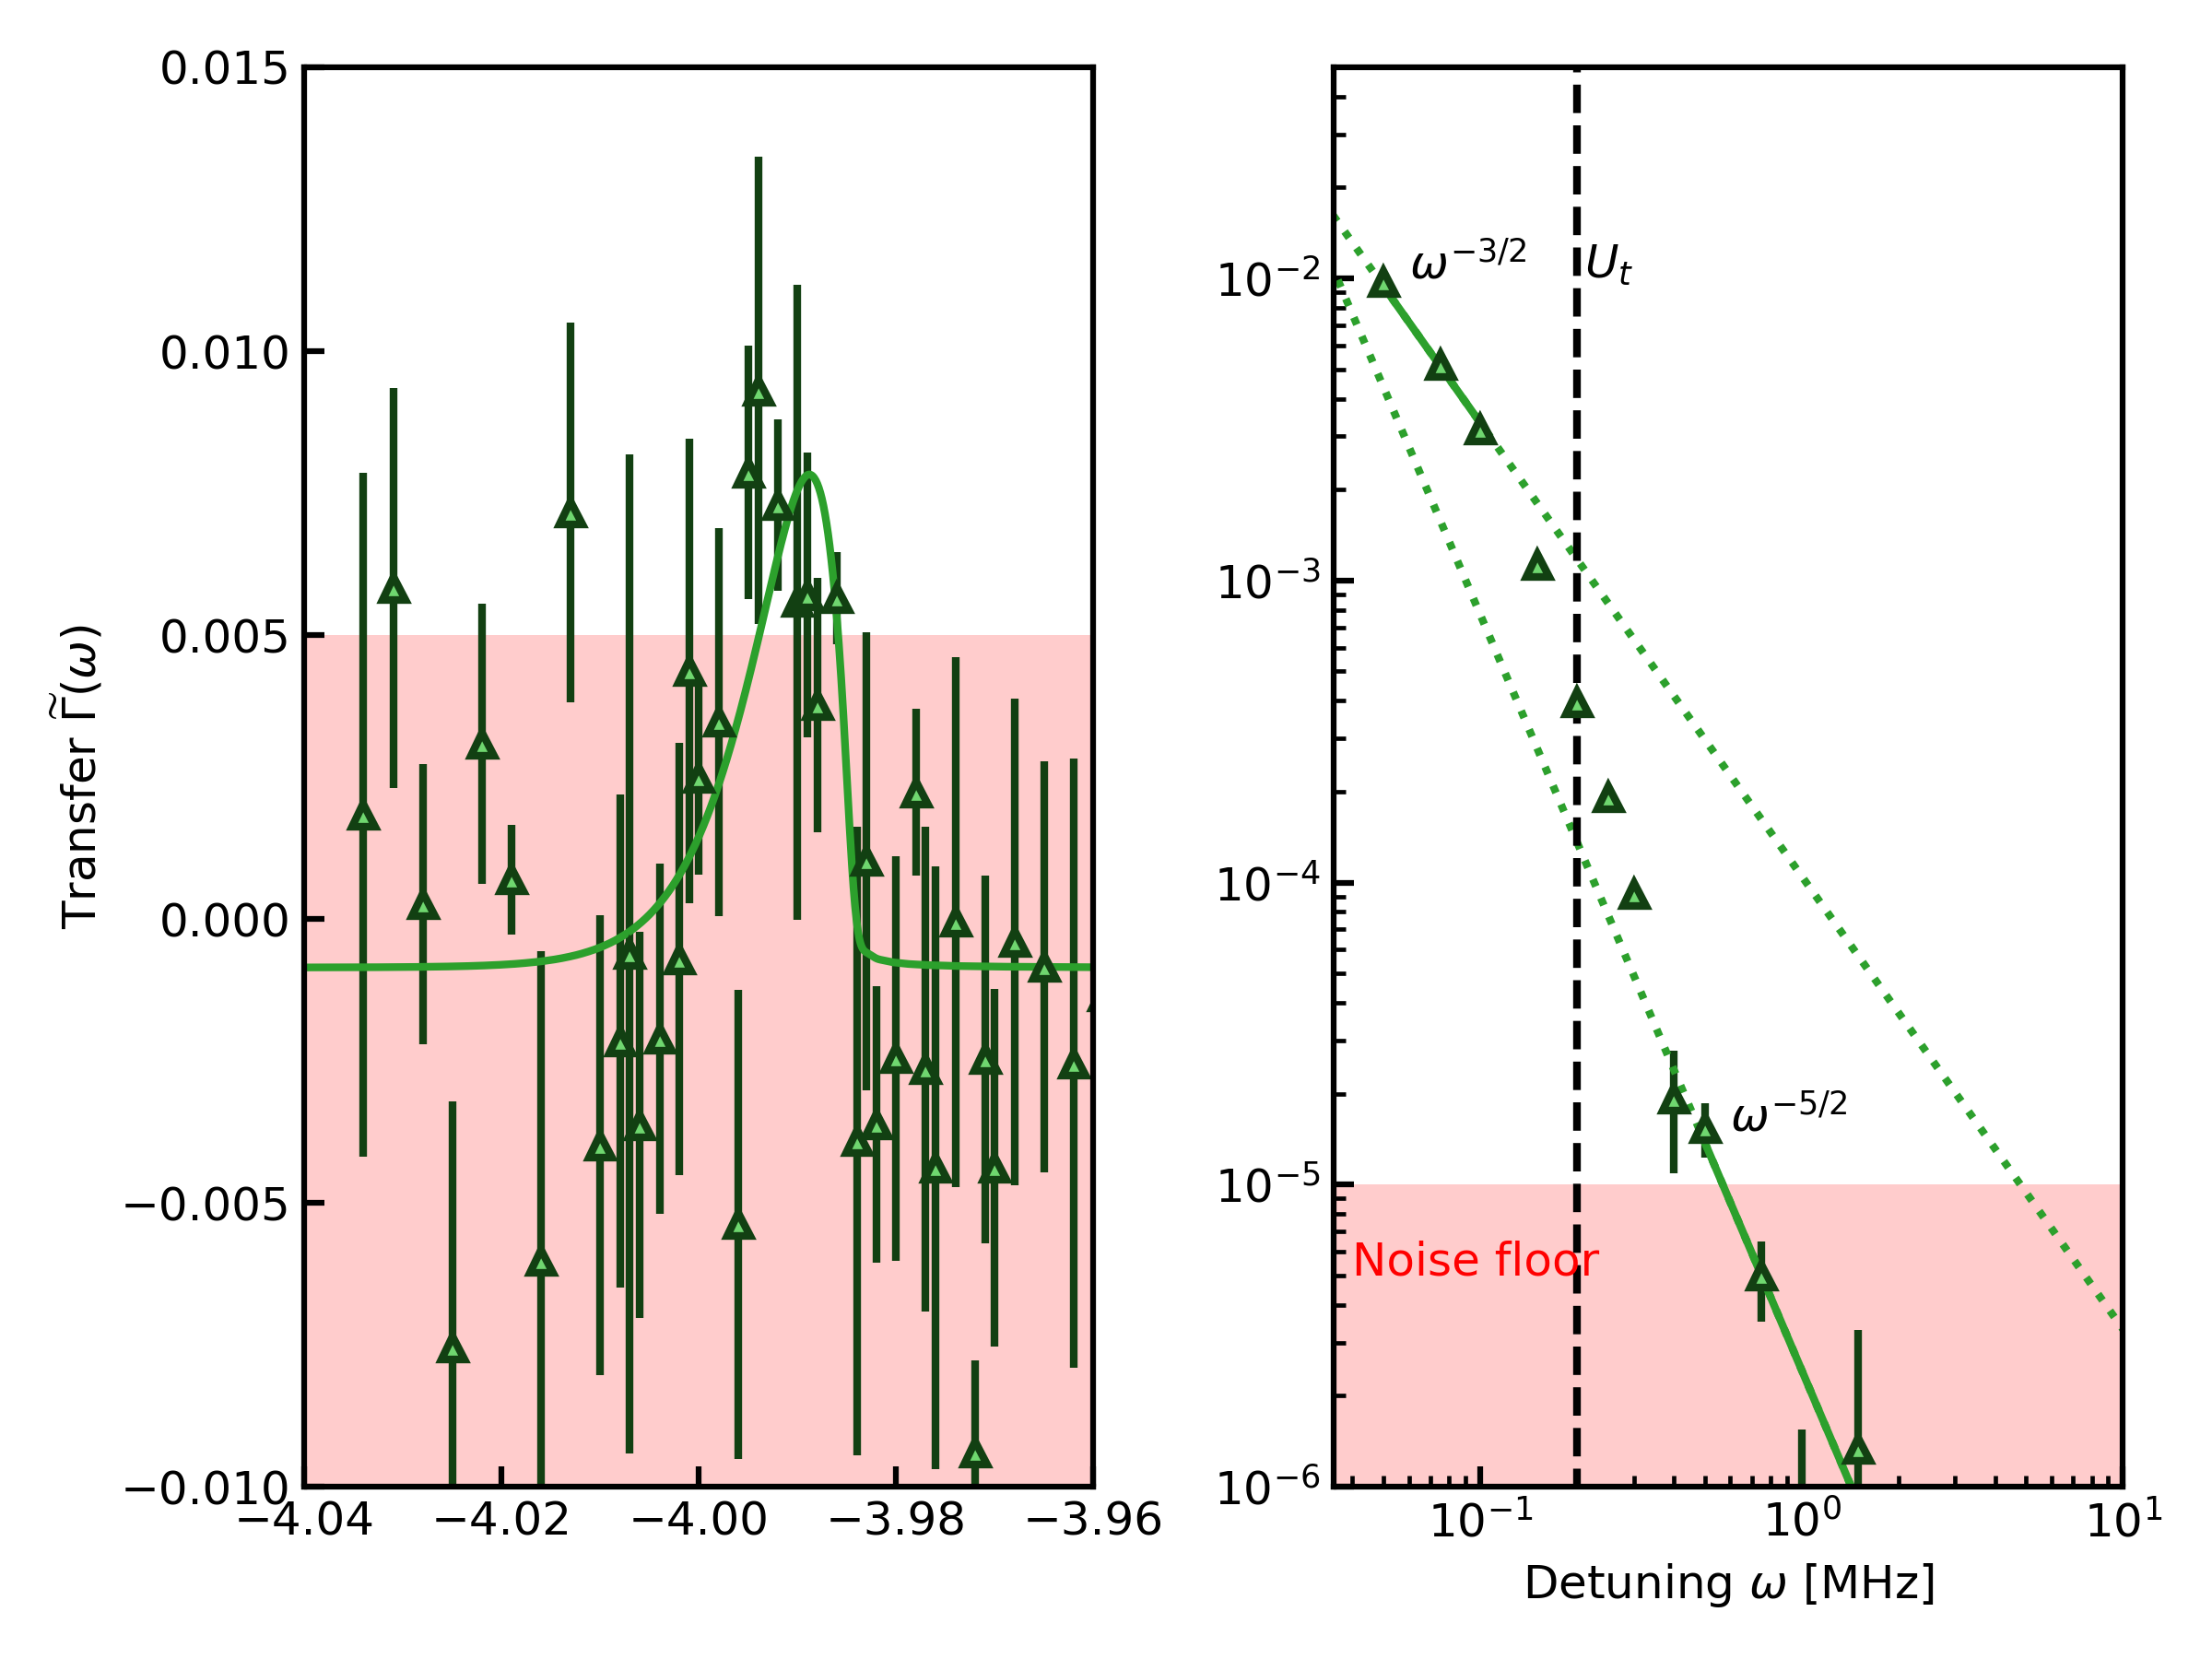 Transfer Γ̃(ω)
0.015
0.010
0.005
0.000
−0.005
−0.010
−4.04 −4.02 −4.00 −3.98 −3.96
10⁻²
10⁻³
10⁻⁴
10⁻⁵
10⁻⁶
ω⁻³/²
Uₜ
ω⁻⁵/²
Noise floor
10⁻¹ 10⁰ 10¹
Detuning ω [MHz]